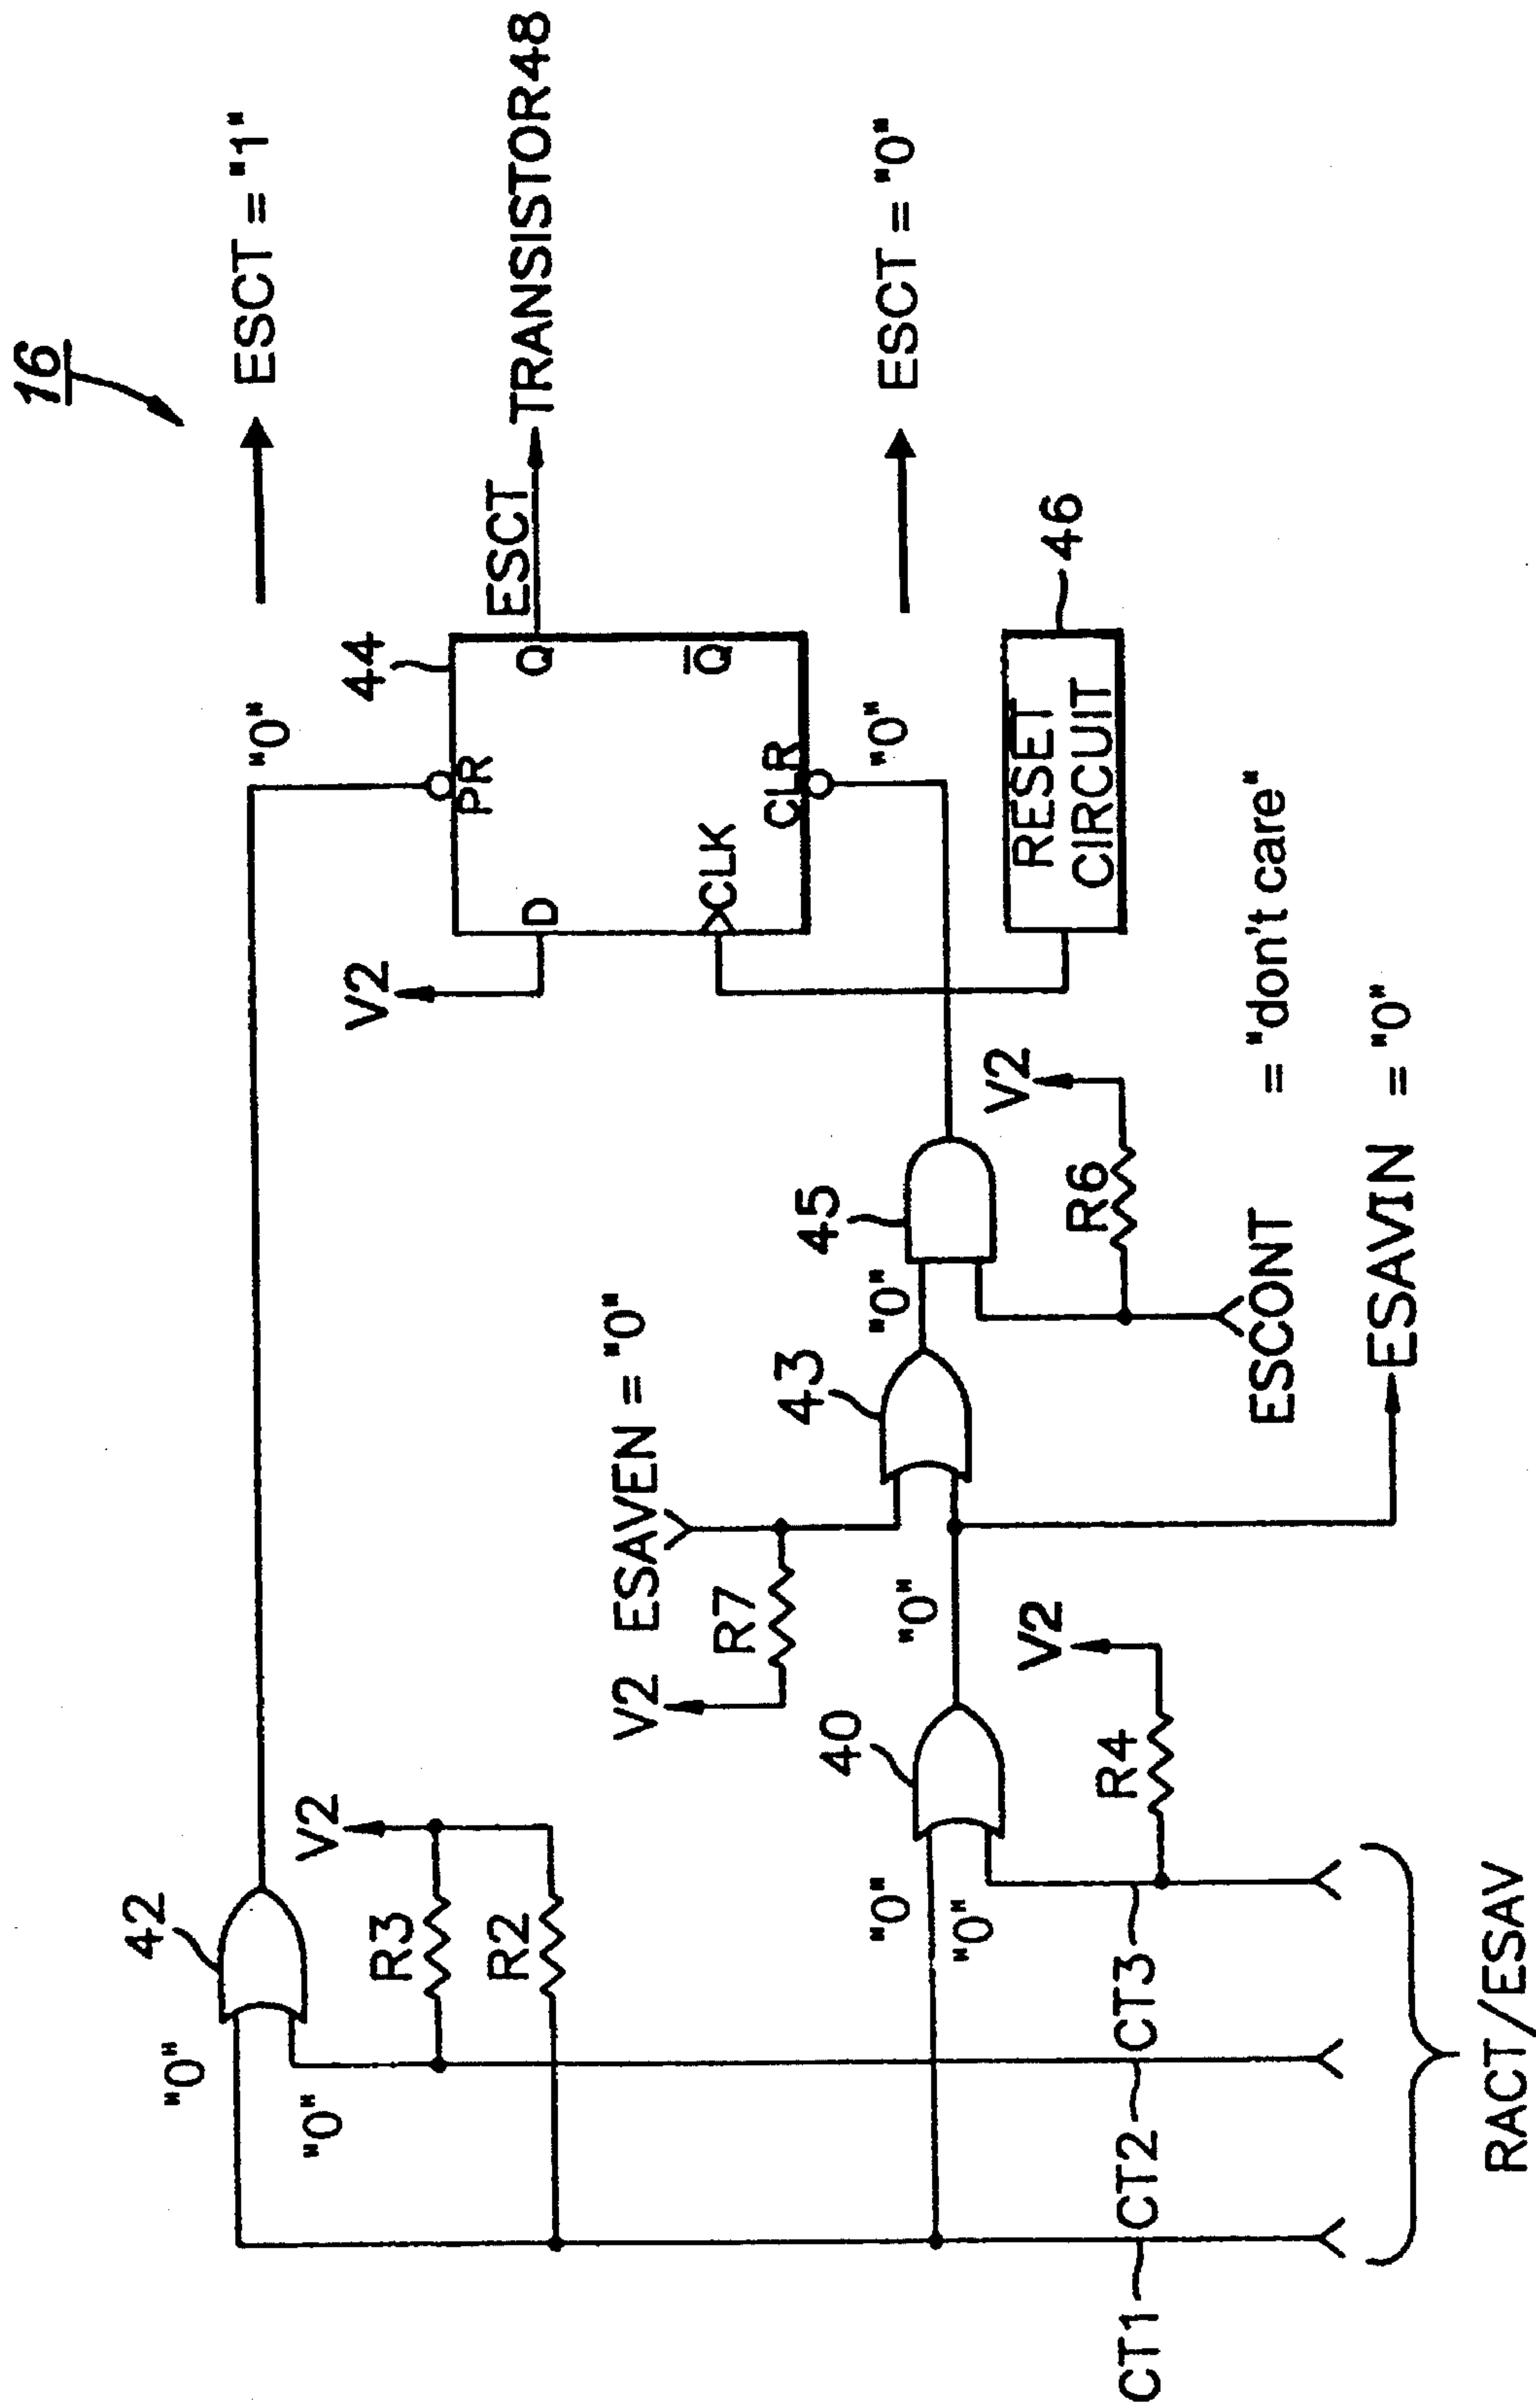 16
"0"
ESCT = "1"
42
"0"
"0"
V2
R3
R2
44
V2
PR
D
Q
ESCT
TRANSISTOR48
CLK
CLR
Q̅
V2
ESAVEN = "0"
R7
43
45
"0"
"0"
ESCT = "0"
40
"0"
"0"
"0"
V2
R4
V2
R6
RESET
CIRCUIT
46
CT1
CT2
CT3
ESCONT = "don't care"
ESAVIN = "0"
RACT/ESAV